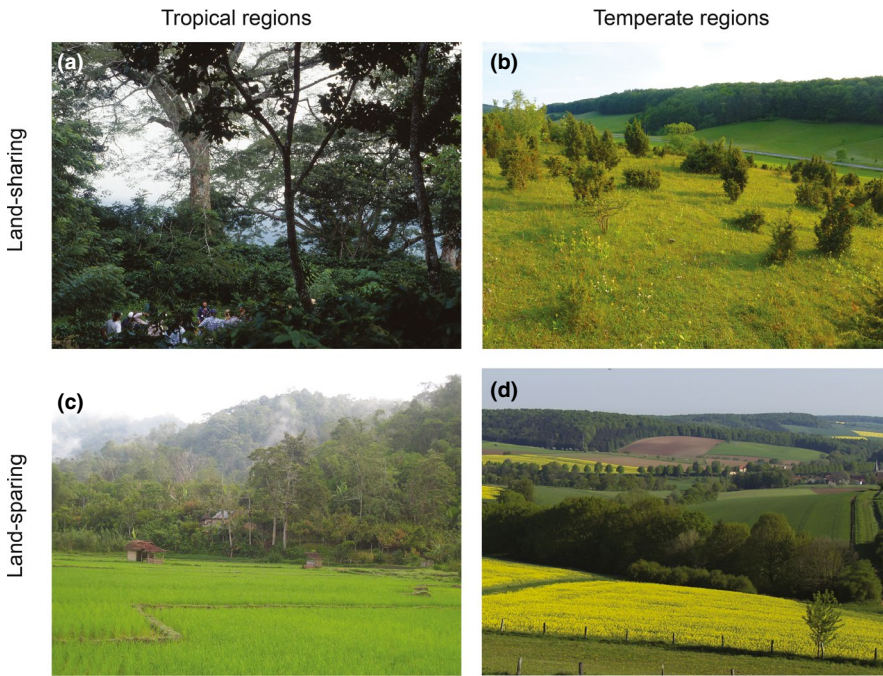 Tropical regions
Temperate regions
Land-sharing
(a)
(b)
Land-sparing
(c)
(d)